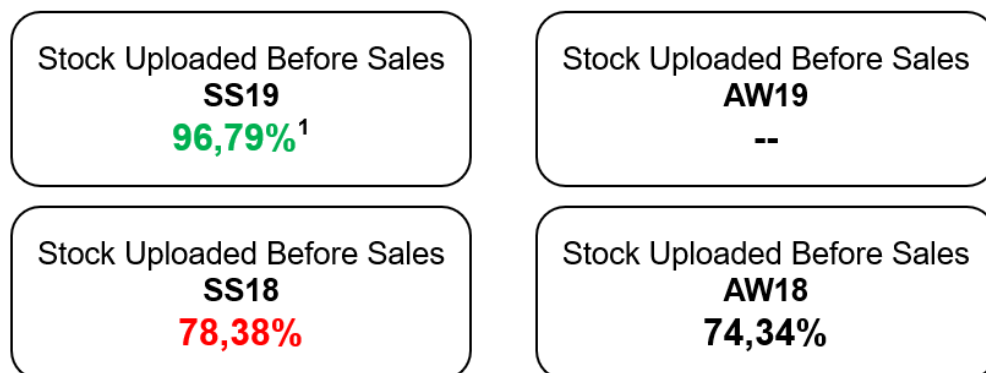 Stock Uploaded Before Sales
SS19
96,79%¹
Stock Uploaded Before Sales
AW19
--
Stock Uploaded Before Sales
SS18
78,38%
Stock Uploaded Before Sales
AW18
74,34%